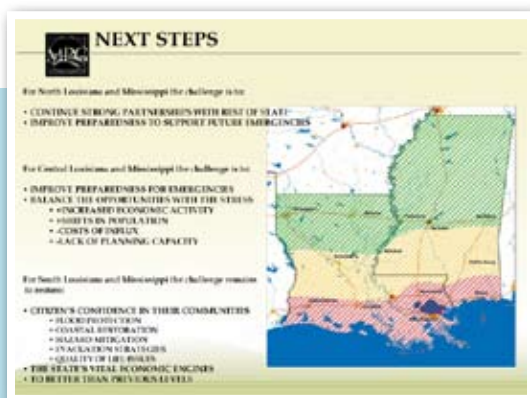 NEXT STEPS
For North Louisiana and Mississippi the challenge is to:
• CONTINUE STRONG PARTNERSHIPS WITH REST OF STATE
• IMPROVE PREPAREDNESS TO SUPPORT FUTURE EMERGENCIES
For Central Louisiana and Mississippi the challenge is to:
• IMPROVE PREPAREDNESS FOR EMERGENCIES
• BALANCE THE OPPORTUNITIES WITH THE STRESS
• +INCREASED ECONOMIC ACTIVITY
• +SHIFTS IN POPULATION
• -COSTS OF INFLUX
• -LACK OF PLANNING CAPACITY
For South Louisiana and Mississippi the challenge remains
to restore:
• CITIZEN'S CONFIDENCE IN THEIR COMMUNITIES
• FLOOD PROTECTION
• COASTAL RESTORATION
• HAZARD MITIGATION
• EVACUATION STRATEGIES
• QUALITY OF LIFE ISSUES
• THE STATE'S VITAL ECONOMIC ENGINES
• TO BETTER THAN PREVIOUS LEVELS